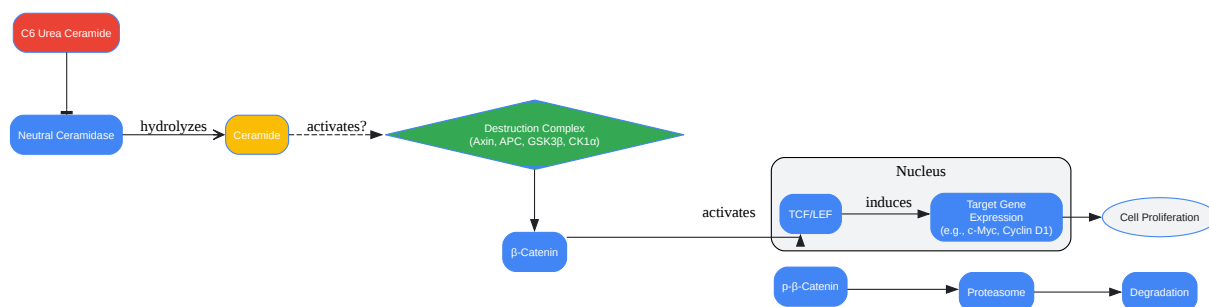 C6 Urea Ceramide
Neutral Ceramidase
hydrolyzes
Ceramide
activates?
Destruction Complex
(Axin, APC, GSK3β, CK1α)
β-Catenin
activates
Nucleus
TCF/LEF
induces
Target Gene
Expression
(e.g., c-Myc, Cyclin D1)
Cell Proliferation
p-β-Catenin
Proteasome
Degradation